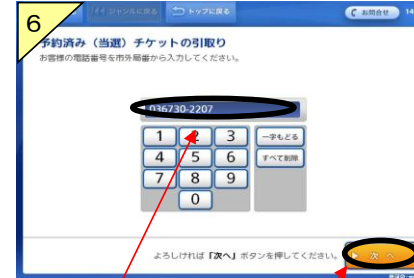 6
ジャンルに戻る トップに戻る お問合せ 14
予約済み（当選）チケットの引取り
お客様の電話番号を市外局番から入力してください。
036730-2207
1 2 3 一字もどる
4 5 6 すべて削除
7 8 9
0
よろしければ「次へ」ボタンを押してください。 次へ